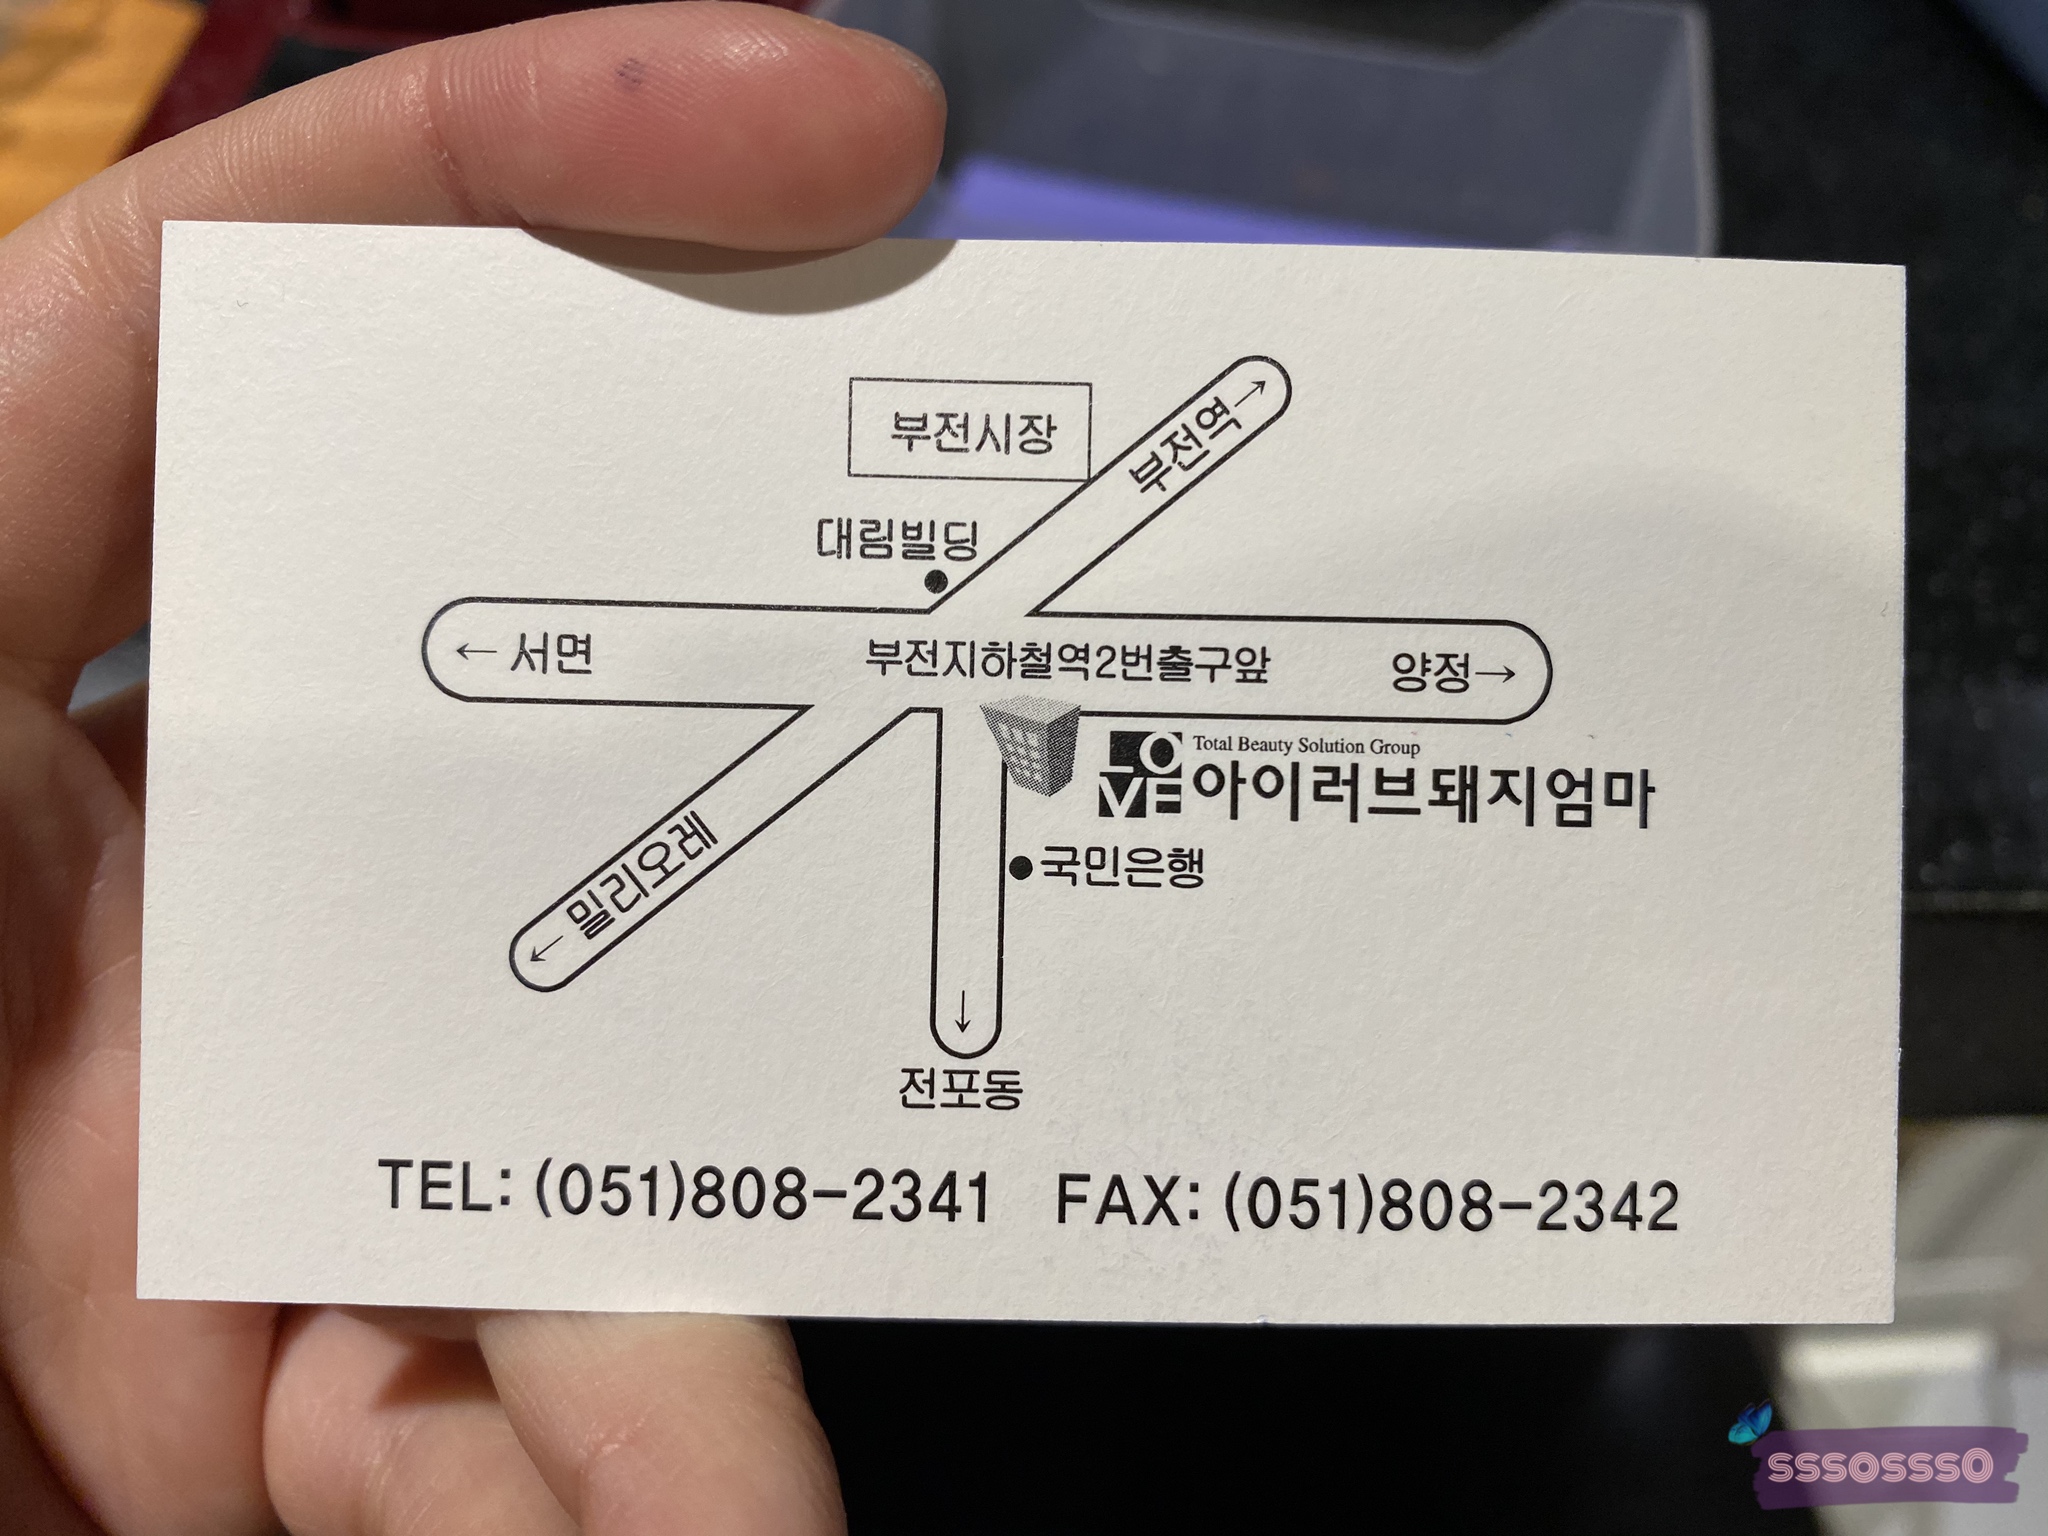 부전시장
부전역→
대림빌딩
← 서면
부전지하철역2번출구앞
양정→
LOVE
Total Beauty Solution Group
아이러브돼지엄마
국민은행
← 밀리오레
↓
전포동
TEL: (051)808-2341 FAX: (051)808-2342
sssossso